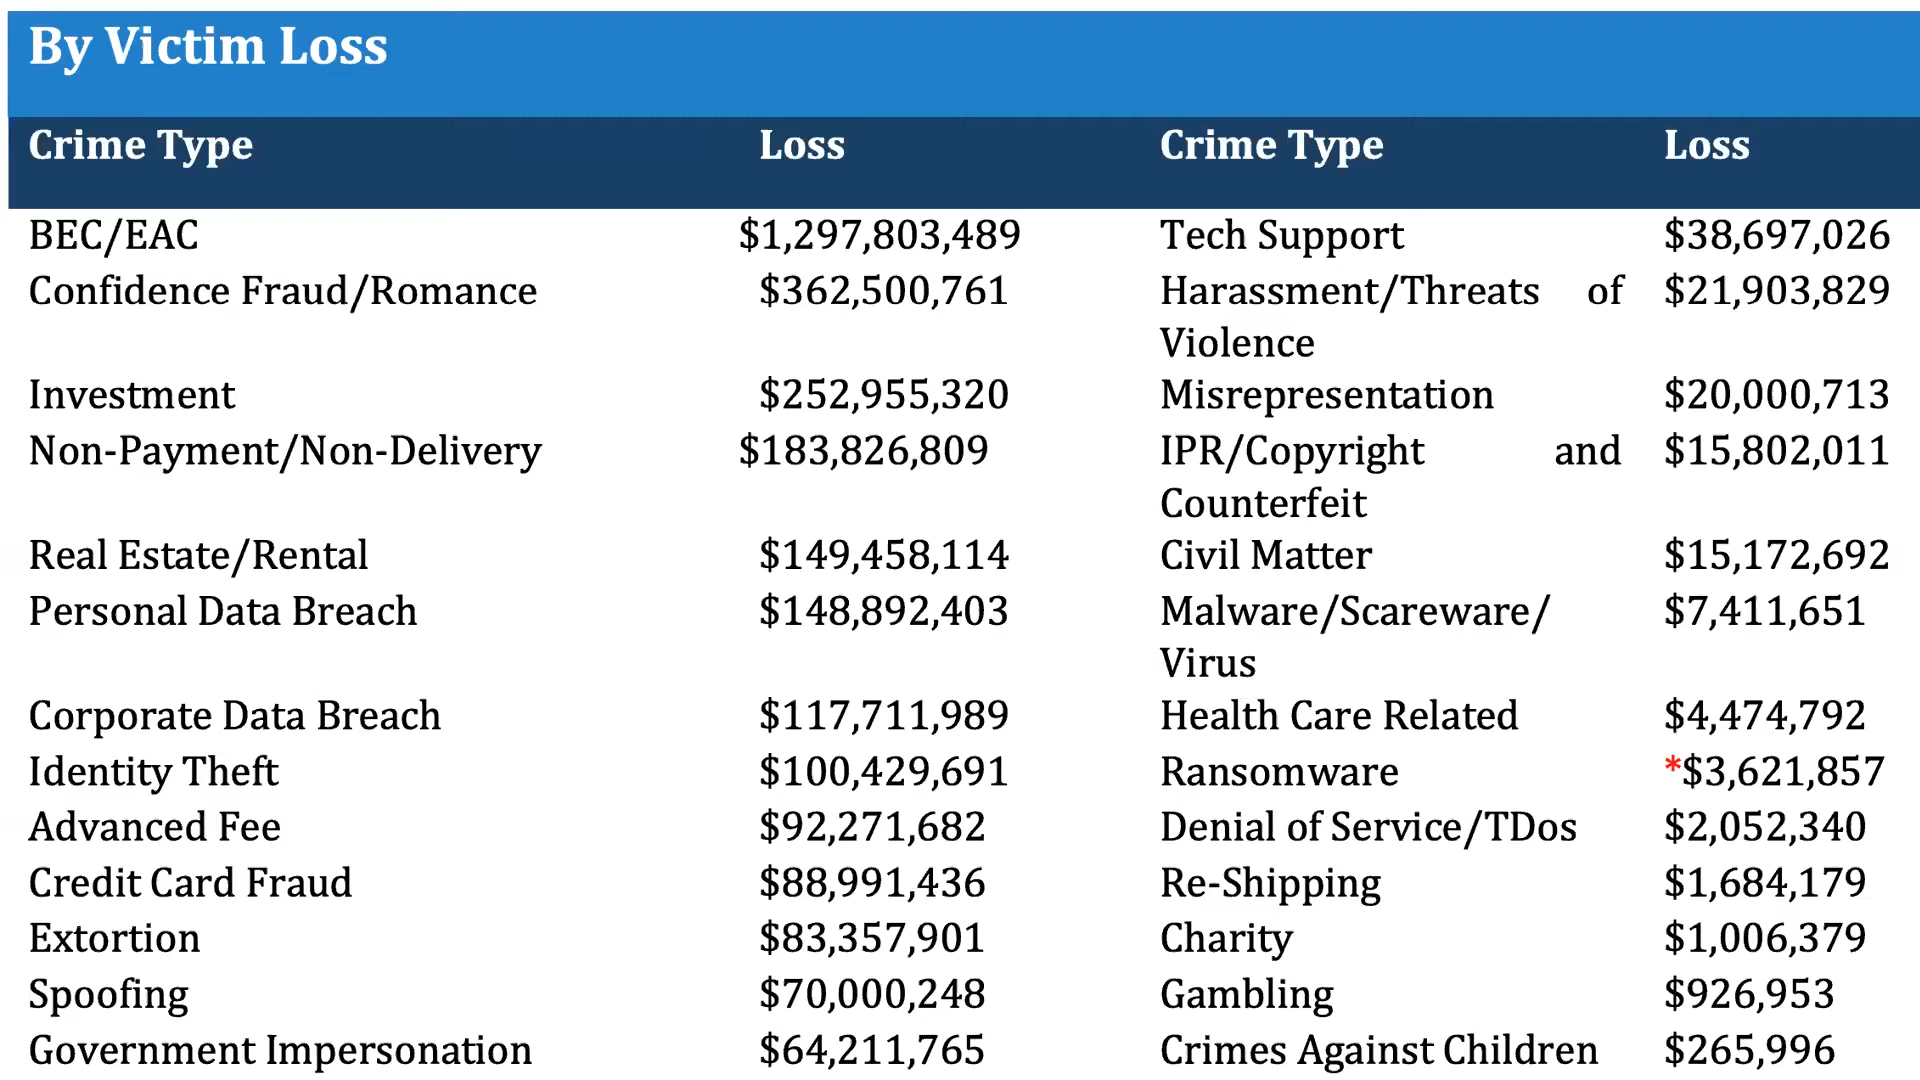 By Victim Loss
Crime Type Loss Crime Type Loss
BEC/EAC $1,297,803,489 Tech Support $38,697,026
Confidence Fraud/Romance $362,500,761 Harassment/Threats of $21,903,829
Violence
Investment $252,955,320 Misrepresentation $20,000,713
Non-Payment/Non-Delivery $183,826,809 IPR/Copyright and $15,802,011
Counterfeit
Real Estate/Rental $149,458,114 Civil Matter $15,172,692
Personal Data Breach $148,892,403 Malware/Scareware/ $7,411,651
Virus
Corporate Data Breach $117,711,989 Health Care Related $4,474,792
Identity Theft $100,429,691 Ransomware *$3,621,857
Advanced Fee $92,271,682 Denial of Service/TDos $2,052,340
Credit Card Fraud $88,991,436 Re-Shipping $1,684,179
Extortion $83,357,901 Charity $1,006,379
Spoofing $70,000,248 Gambling $926,953
Government Impersonation $64,211,765 Crimes Against Children $265,996